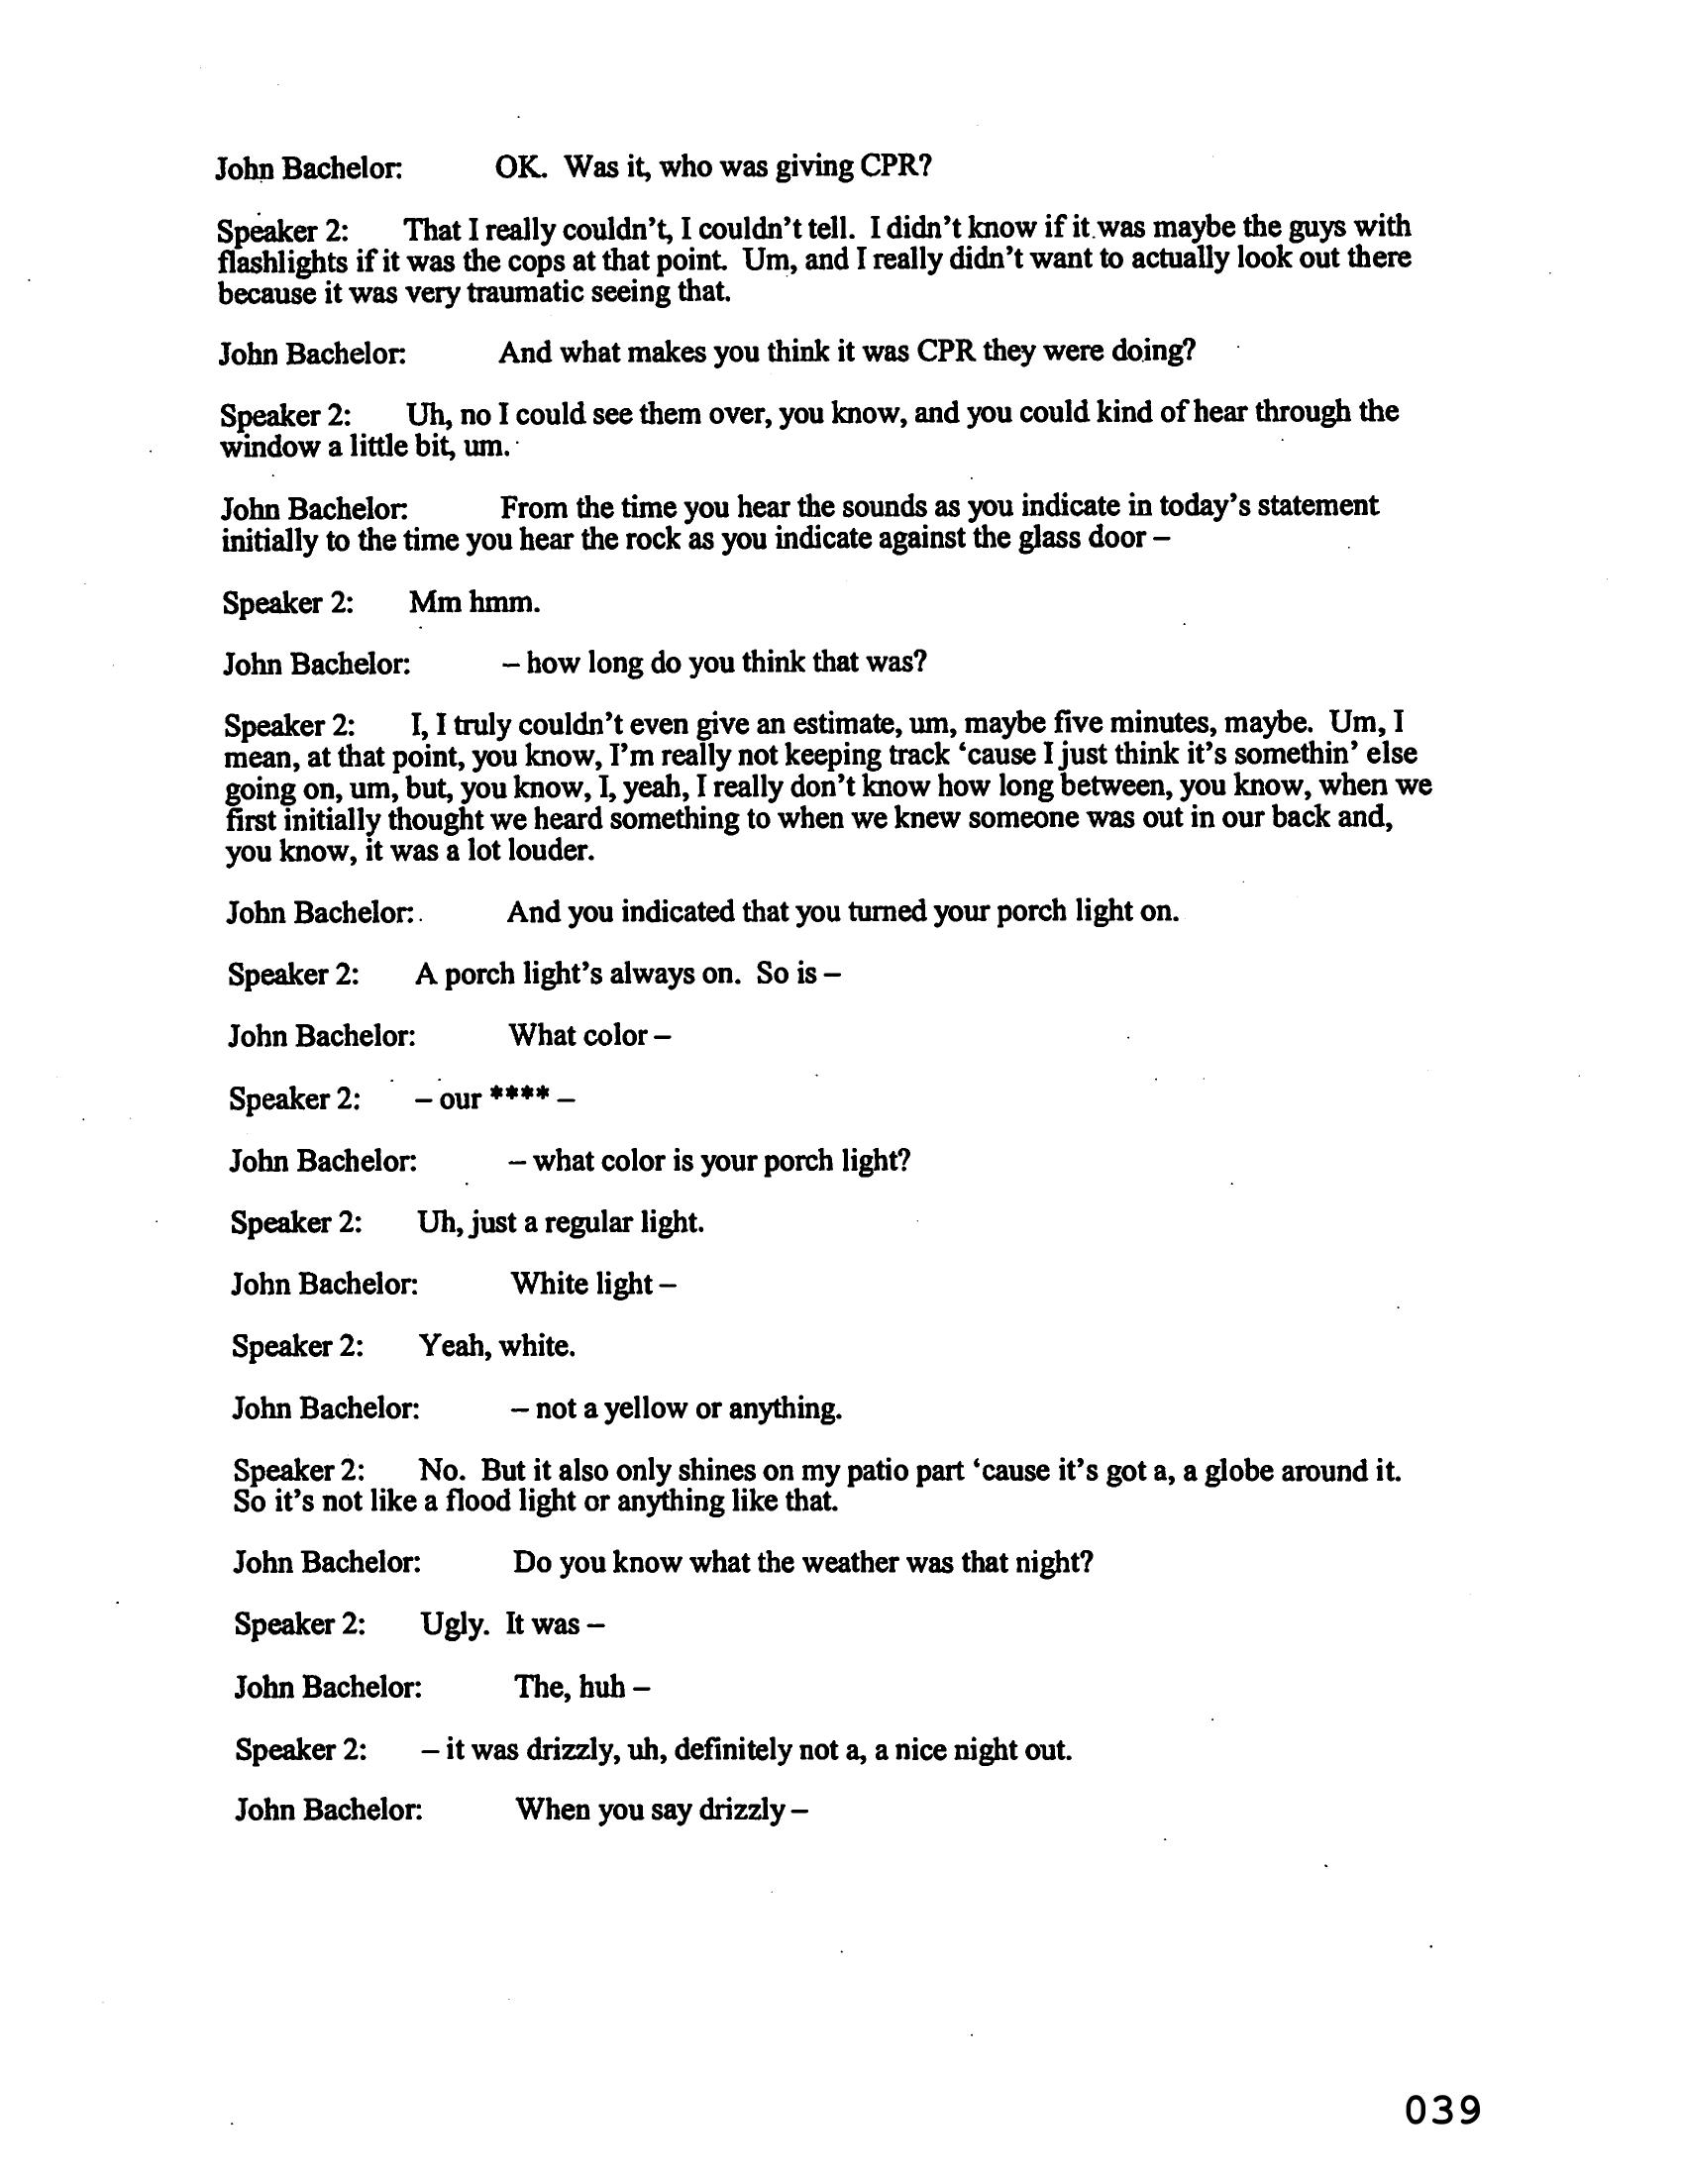 John Bachelor: OK. Was it, who was giving CPR?
Speaker 2: That I really couldn't, I couldn't tell. I didn't know if it was maybe the guys with
flashlights if it was the cops at that point. Um, and I really didn't want to actually look out there
because it was very traumatic seeing that.
John Bachelor: And what makes you think it was CPR they were doing?
Speaker 2: Uh, no I could see them over, you know, and you could kind of hear through the
window a little bit, um.
John Bachelor: From the time you hear the sounds as you indicate in today's statement
initially to the time you hear the rock as you indicate against the glass door –
Speaker 2: Mm hmm.
John Bachelor: – how long do you think that was?
Speaker 2: I, I truly couldn't even give an estimate, um, maybe five minutes, maybe. Um, I
mean, at that point, you know, I'm really not keeping track ‘cause I just think it's somethin' else
going on, um, but, you know, I, yeah, I really don't know how long between, you know, when we
first initially thought we heard something to when we knew someone was out in our back and,
you know, it was a lot louder.
John Bachelor: And you indicated that you turned your porch light on.
Speaker 2: A porch light's always on. So is –
John Bachelor: What color –
Speaker 2: – our **** –
John Bachelor: – what color is your porch light?
Speaker 2: Uh, just a regular light.
John Bachelor: White light –
Speaker 2: Yeah, white.
John Bachelor: – not a yellow or anything.
Speaker 2: No. But it also only shines on my patio part ‘cause it's got a, a globe around it.
So it's not like a flood light or anything like that.
John Bachelor: Do you know what the weather was that night?
Speaker 2: Ugly. It was –
John Bachelor: The, huh –
Speaker 2: – it was drizzly, uh, definitely not a, a nice night out.
John Bachelor: When you say drizzly –
039